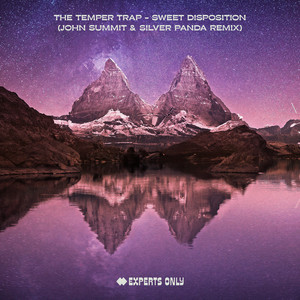 THE TEMPER TRAP - SWEET DISPOSITION
(JOHN SUMMIT & SILVER PANDA REMIX)
EXPERTS ONLY